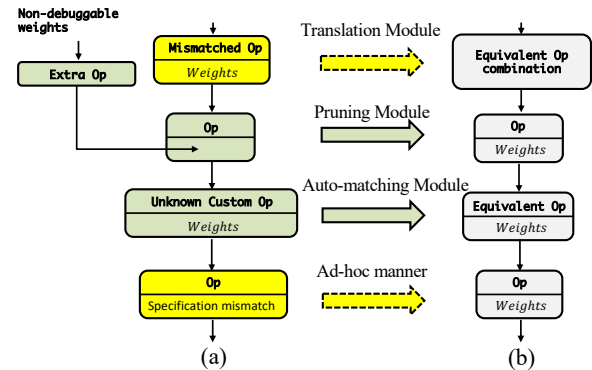 Non-debuggable
weights
Extra Op
Mismatched Op
Weights
Translation Module
Equivalent Op
combination
Op
Pruning Module
Op
Weights
Unknown Custom Op
Weights
Auto-matching Module
Equivalent Op
Weights
Op
Specification mismatch
Ad-hoc manner
Op
Weights
(a)
(b)